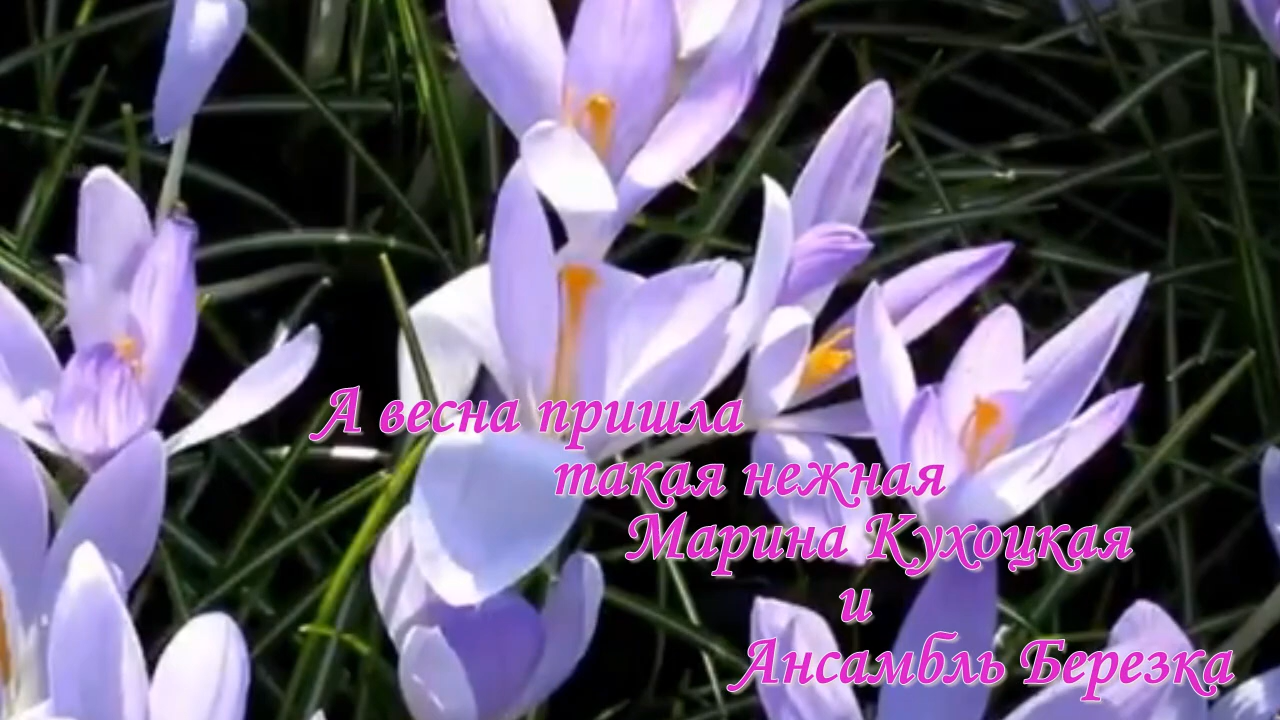 А весна пришла
такая нежная
Марина Кухоцкая
и
Ансамбль Березка